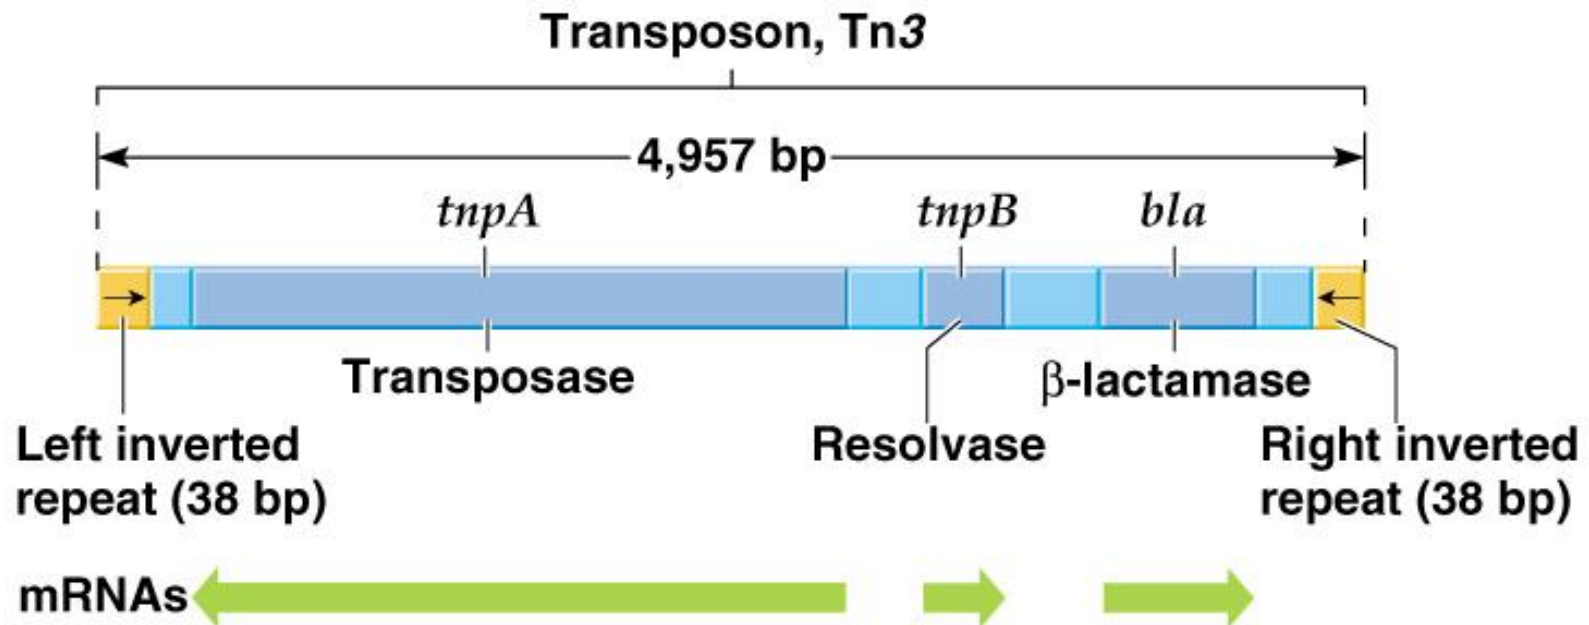 Transposon, Tn3
4,957 bp
tnpA
tnpB
bla
Transposase
β-lactamase
Left inverted
repeat (38 bp)
Resolvase
Right inverted
repeat (38 bp)
mRNAs